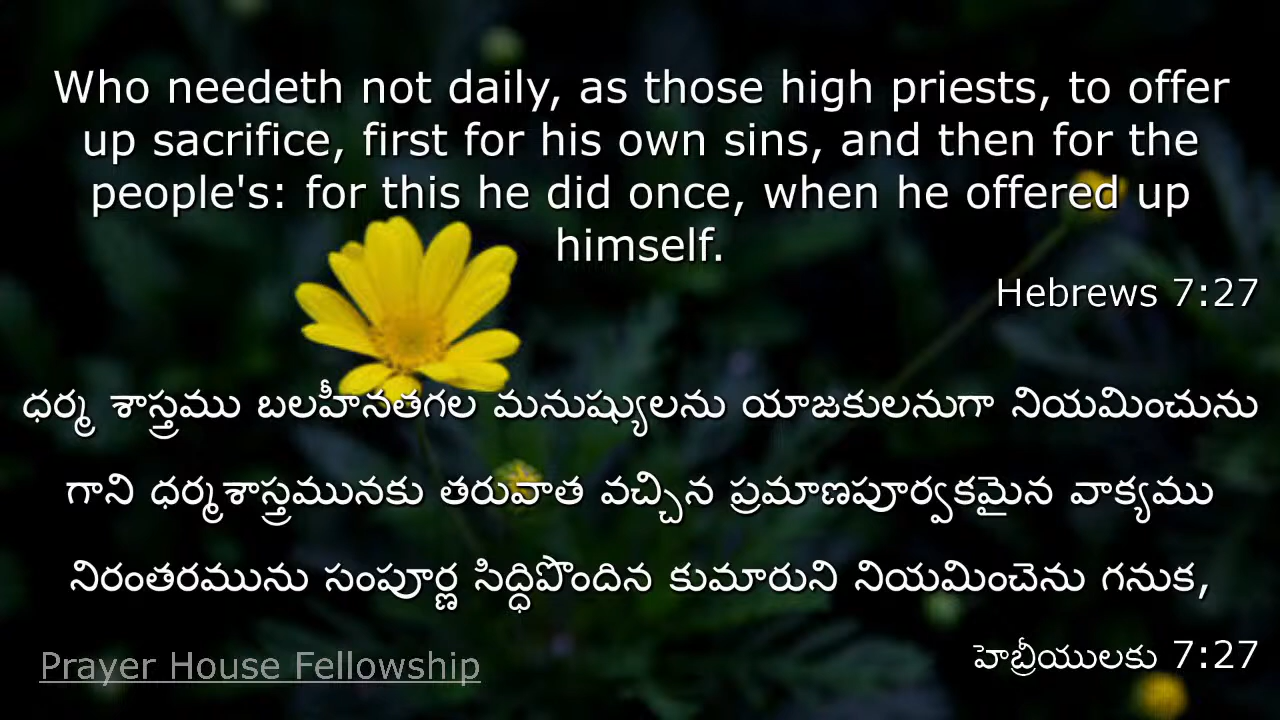 Who needeth not daily, as those high priests, to offer
up sacrifice, first for his own sins, and then for the
people's: for this he did once, when he offered up
himself.
Hebrews 7:27
ధర్మ శాస్త్రము బలహీనతగల మనుష్యులను యాజకులనుగా నియమించును
గాని ధర్మశాస్త్రమునకు తరువాత వచ్చిన ప్రమాణపూర్వకమైన వాక్యము
నిరంతరమును సంపూర్ణ సిద్ధిపొందిన కుమారుని నియమించెను గనుక,
హెబ్రీయులకు 7:27
Prayer House Fellowship